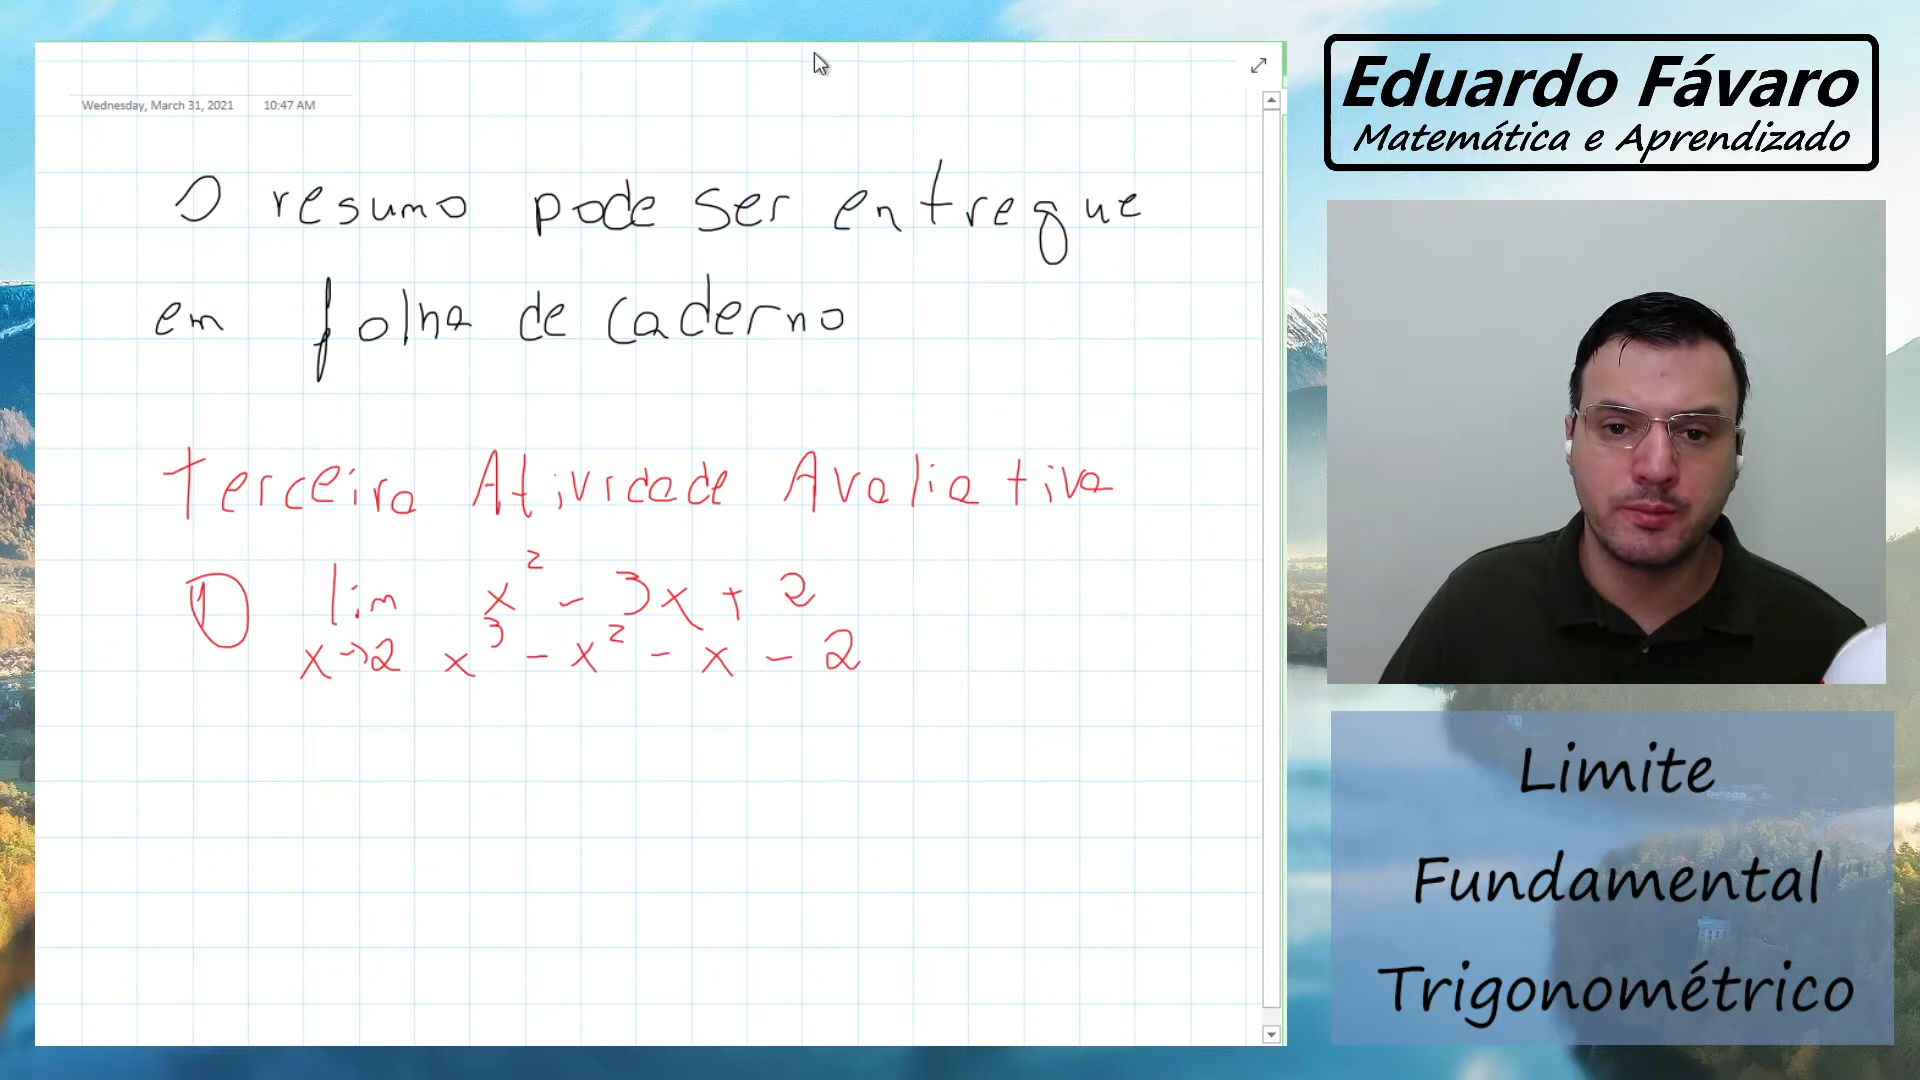 Wednesday, March 31, 2021 10:47 AM
O resumo pode ser entregue
em folha de caderno
Terceira Atividade Avaliativa
① lim x² - 3x + 2
x→2 x³ - x² - x - 2
Eduardo Fávaro
Matemática e Aprendizado
Limite
Fundamental
Trigonométrico